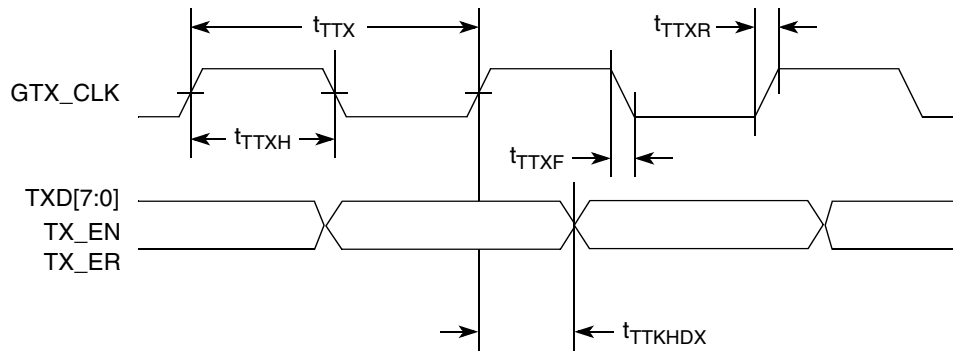 tTTX
tTTXR
GTX_CLK
tTTXH
tTTXF
TXD[7:0]
TX_EN
TX_ER
tTTKHDX